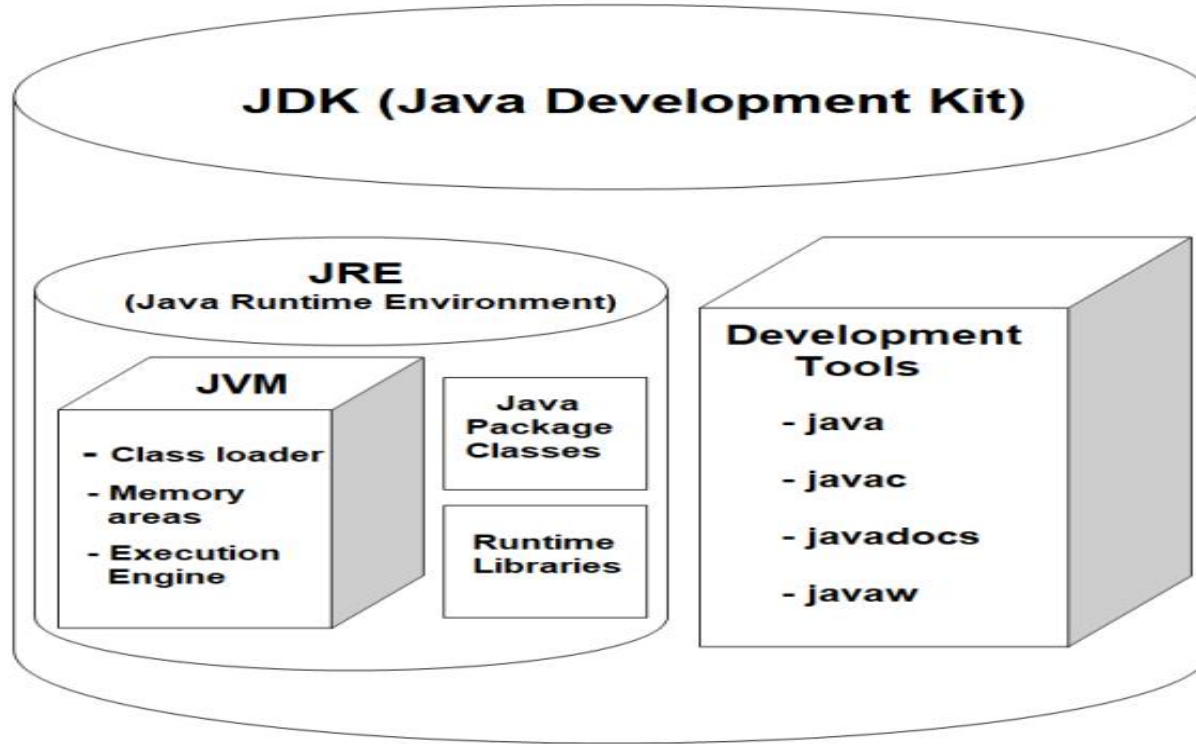 JDK (Java Development Kit)
JRE
(Java Runtime Environment)
JVM
- Class loader
- Memory
areas
- Execution
Engine
Java
Package
Classes
Runtime
Libraries
Development
Tools
- java
- javac
- javadocs
- javaw